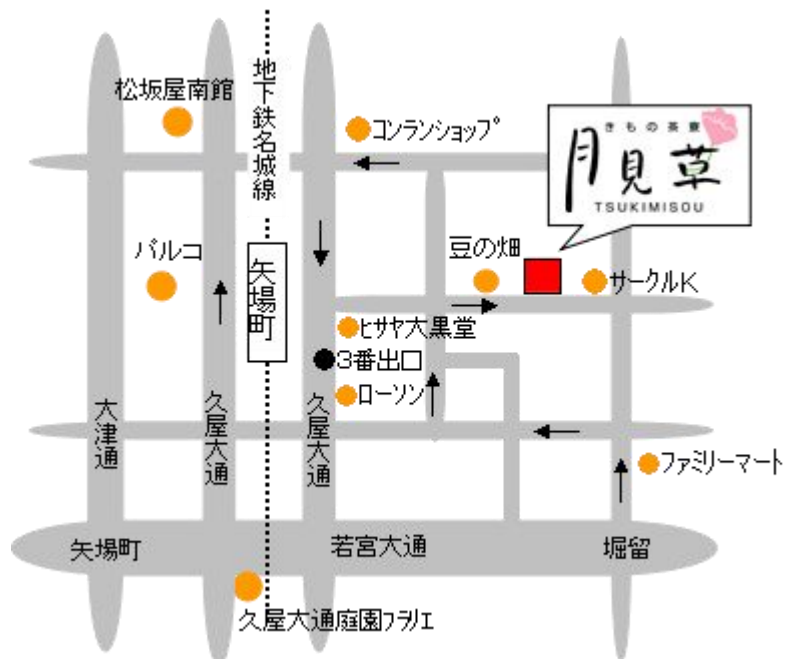 松坂屋南館
地下鉄名城線
コンランショップ
きもの茶寮
月見草
TSUKIMISOU
パルコ
矢場町
豆の畑
サークルK
ヒサヤ大黒堂
3番出口
ローソン
大津通
久屋大通
久屋大通
ファミリーマート
矢場町
若宮大通
堀留
久屋大通庭園フラリエ